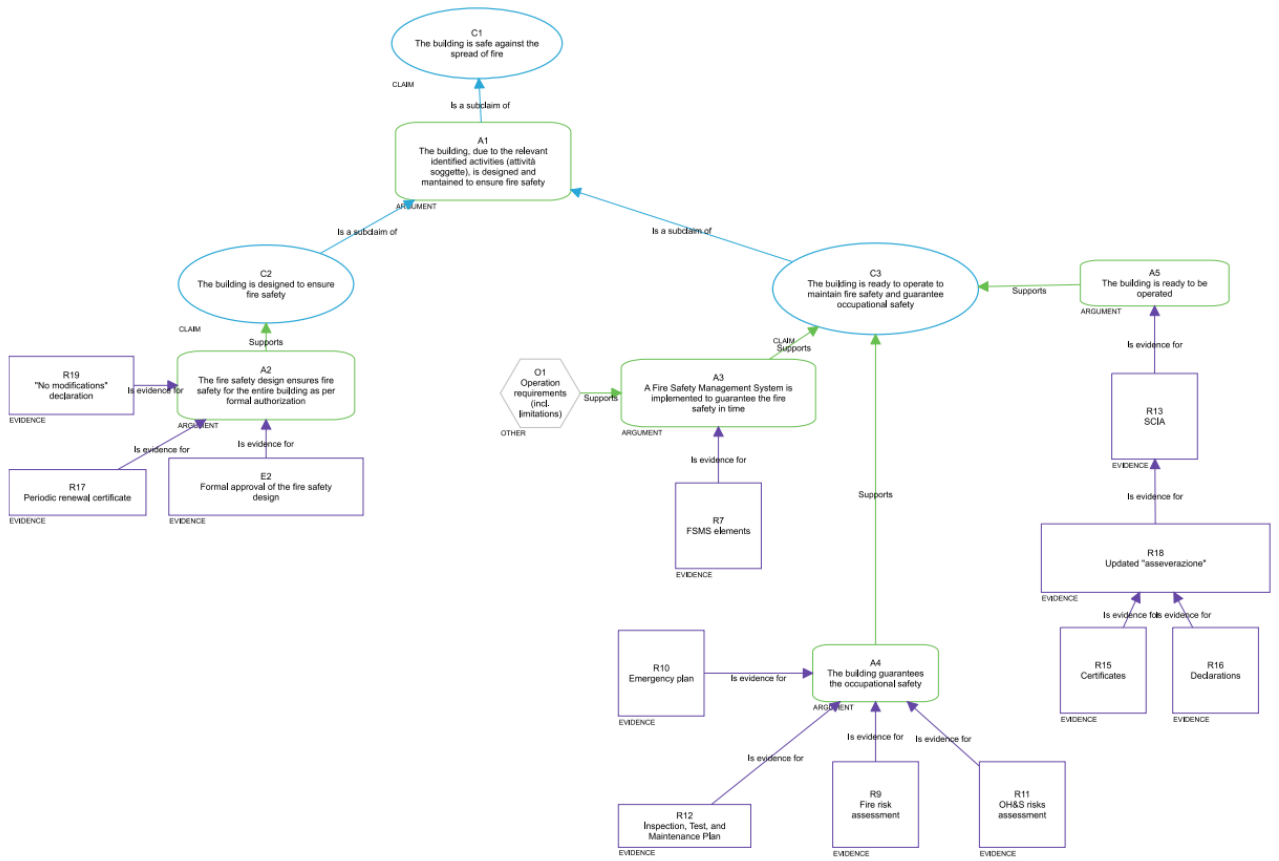 C1
The building is safe against the
spread of fire
CLAIM
Is a subclaim of
A1
The building, due to the relevant
identified activities (attività
soggette), is designed and
mantained to ensure fire safety
ARGUMENT
Is a subclaim of
Is a subclaim of
C2
The building is designed to ensure
fire safety
CLAIM
C3
The building is ready to operate to
maintain fire safety and guarantee
occupational safety
CLAIM
A5
The building is ready to be
operated
ARGUMENT
Supports
Supports
Supports
R19
"No modifications"
declaration
EVIDENCE
Is evidence for
A2
The fire safety design ensures fire
safety for the entire building as per
formal authorization
ARGUMENT
O1
Operation
requirements
(incl.
limitations)
OTHER
Supports
A3
A Fire Safety Management System is
implemented to guarantee the fire
safety in time
ARGUMENT
Is evidence for
R13
SCIA
EVIDENCE
Is evidence for
Is evidence for
R17
Periodic renewal certificate
EVIDENCE
E2
Formal approval of the fire safety
design
EVIDENCE
Is evidence for
R7
FSMS elements
EVIDENCE
Supports
Is evidence for
R18
Updated "asseverazione"
EVIDENCE
Is evidence for
Is evidence for
R15
Certificates
EVIDENCE
R16
Declarations
EVIDENCE
R10
Emergency plan
EVIDENCE
Is evidence for
A4
The building guarantees
the occupational safety
ARGUMENT
Is evidence for
Is evidence for
Is evidence for
R12
Inspection, Test, and
Maintenance Plan
EVIDENCE
R9
Fire risk
assessment
EVIDENCE
R11
OH&S risks
assessment
EVIDENCE